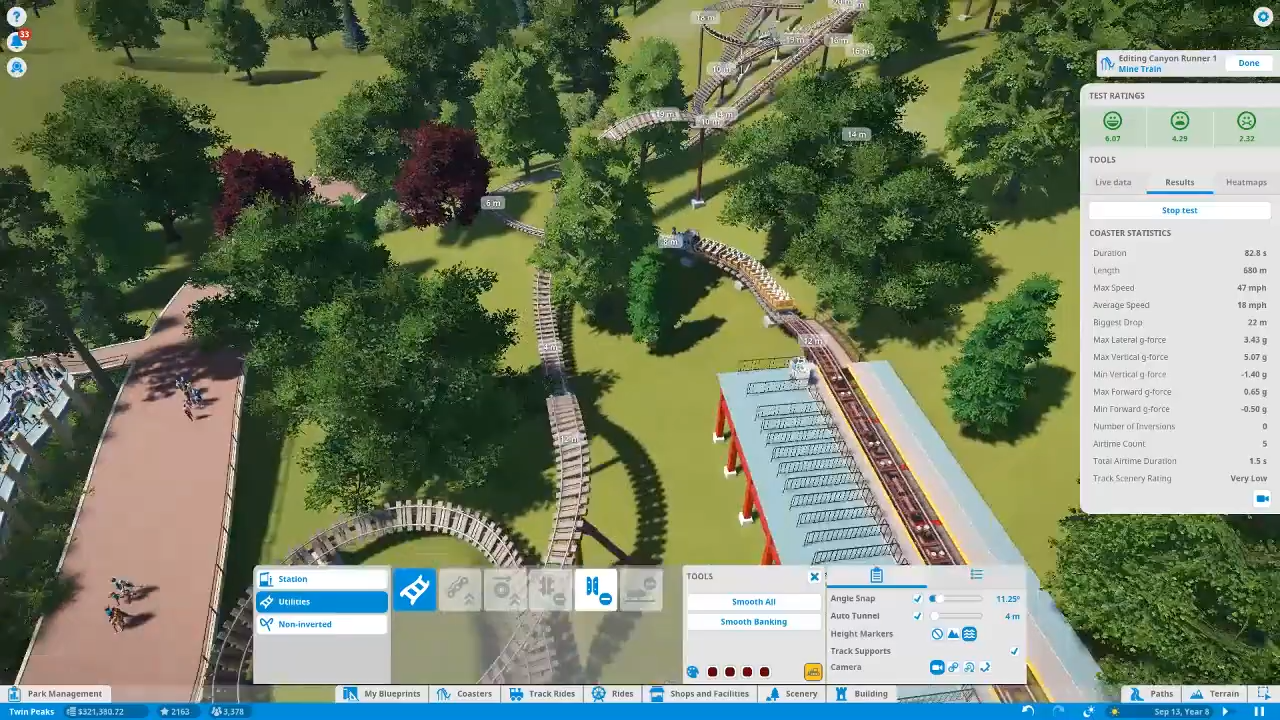 ?
33
20 m
16 m
19 m
18 m
16 m
10 m
19 m
14 m
10 m
14 m
6 m
8 m
12 m
4 m
12 m
Editing Canyon Runner 1
Mine Train
Done
TEST RATINGS
6.07 4.29 2.32
TOOLS
Live data Results Heatmaps
Stop test
COASTER STATISTICS
Duration 82.8 s
Length 680 m
Max Speed 47 mph
Average Speed 18 mph
Biggest Drop 22 m
Max Lateral g-force 3.43 g
Max Vertical g-force 5.07 g
Min Vertical g-force -1.40 g
Max Forward g-force 0.65 g
Min Forward g-force -0.50 g
Number of Inversions 0
Airtime Count 5
Total Airtime Duration 1.5 s
Track Scenery Rating Very Low
Station
Utilities
Non-inverted
TOOLS
Smooth All
Smooth Banking
Angle Snap 11.25°
Auto Tunnel 4 m
Height Markers
Track Supports
Camera
Park Management My Blueprints Coasters Track Rides Rides Shops and Facilities Scenery Building Paths Terrain
Twin Peaks $321,380.72 2163 3,378 Sep 13, Year 8